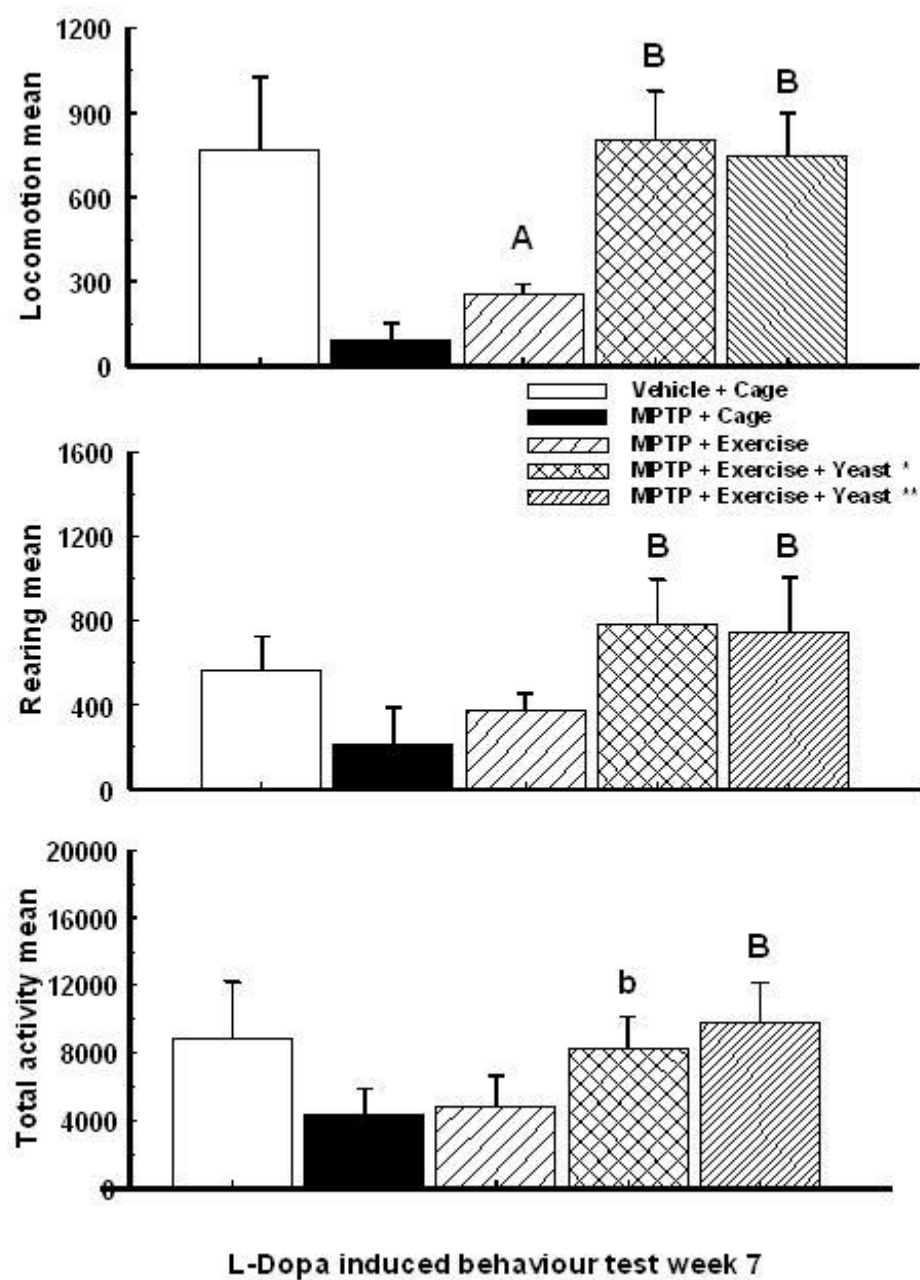 1200
900
600
300
0
Locomotion mean
A
B
B
Vehicle + Cage
MPTP + Cage
MPTP + Exercise
MPTP + Exercise + Yeast *
MPTP + Exercise + Yeast **
1600
1200
800
400
0
Rearing mean
B
B
20000
16000
12000
8000
4000
0
Total activity mean
b
B
L-Dopa induced behaviour test week 7